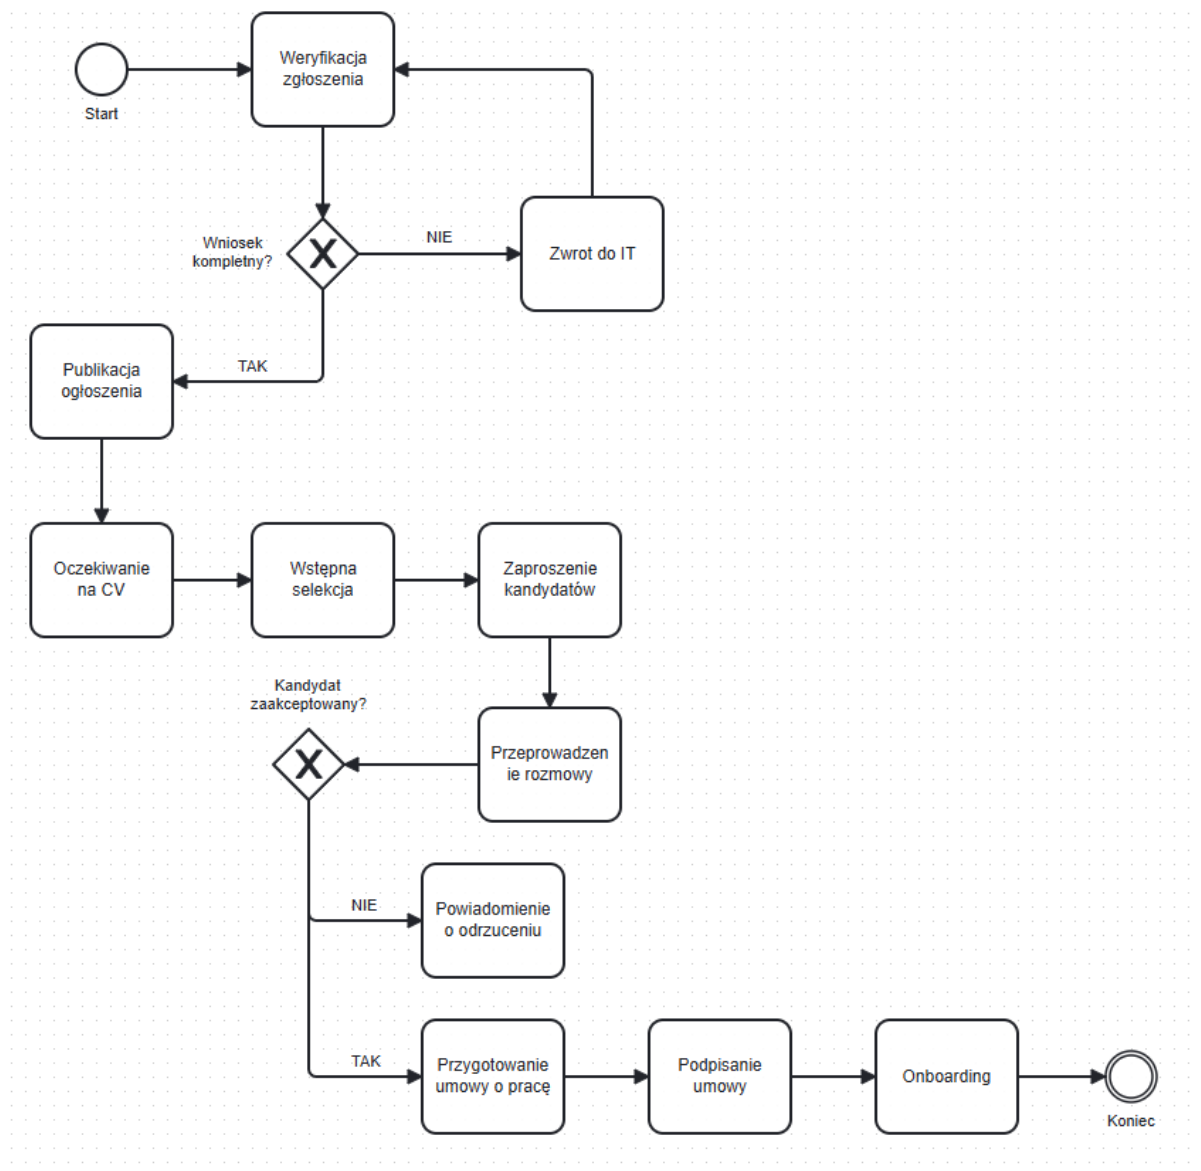 Weryfikacja
zgłoszenia
Start
Wniosek
kompletny?
NIE
Zwrot do IT
TAK
Publikacja
ogłoszenia
Oczekiwanie
na CV
Wstępna
selekcja
Zaproszenie
kandydatów
Kandydat
zaakceptowany?
Przeprowadzen
ie rozmowy
NIE
Powiadomienie
o odrzuceniu
TAK
Przygotowanie
umowy o pracę
Podpisanie
umowy
Onboarding
Koniec